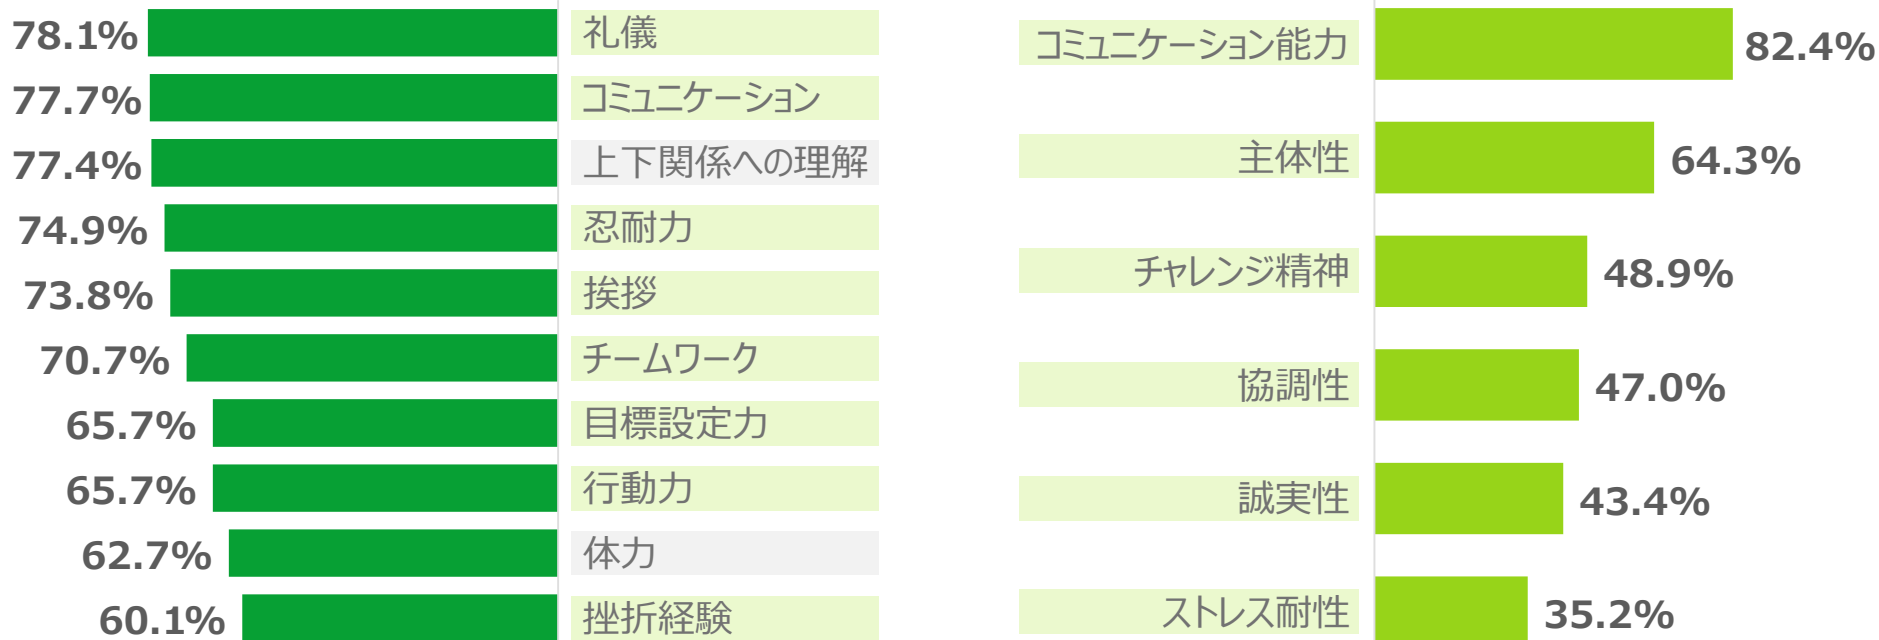 78.1% 礼儀
77.7% コミュニケーション
77.4% 上下関係への理解
74.9% 忍耐力
73.8% 挨拶
70.7% チームワーク
65.7% 目標設定力
65.7% 行動力
62.7% 体力
60.1% 挫折経験
コミュニケーション能力 82.4%
主体性 64.3%
チャレンジ精神 48.9%
協調性 47.0%
誠実性 43.4%
ストレス耐性 35.2%